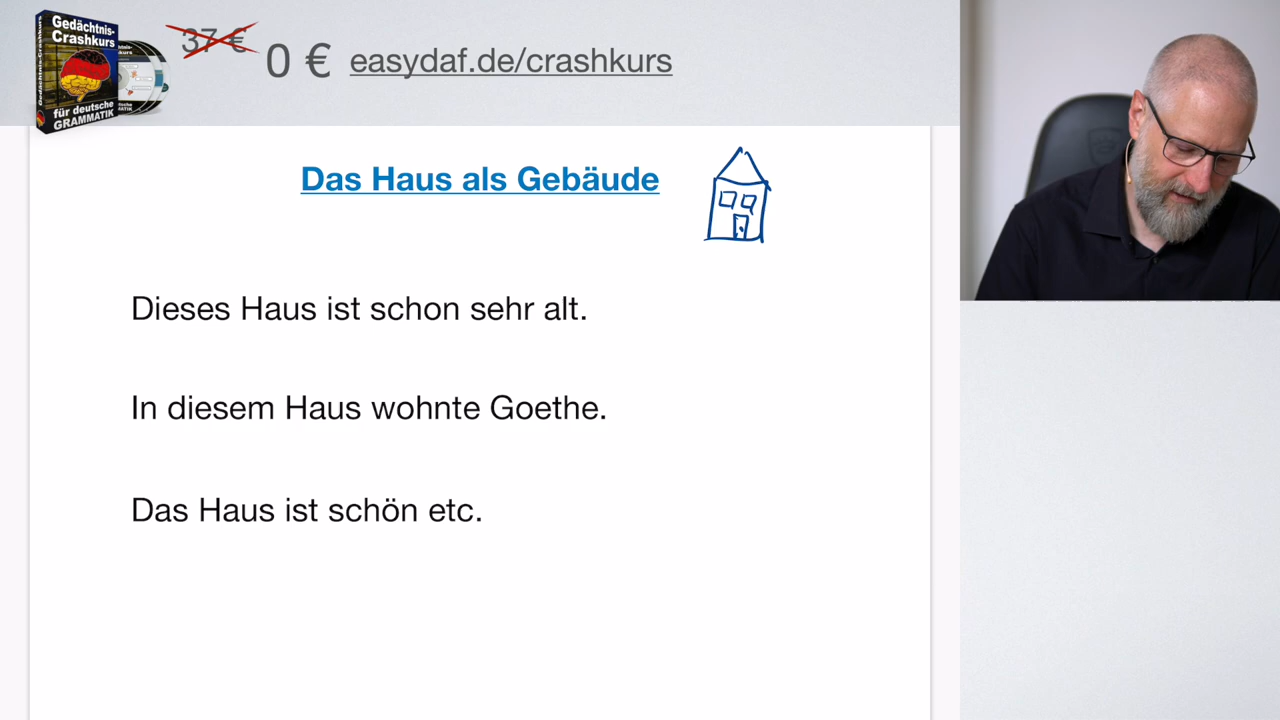 Gedächtnis-
Crashkurs
für deutsche
GRAMMATIK
37 €
0 €
easydaf.de/crashkurs
Das Haus als Gebäude
Dieses Haus ist schon sehr alt.
In diesem Haus wohnte Goethe.
Das Haus ist schön etc.